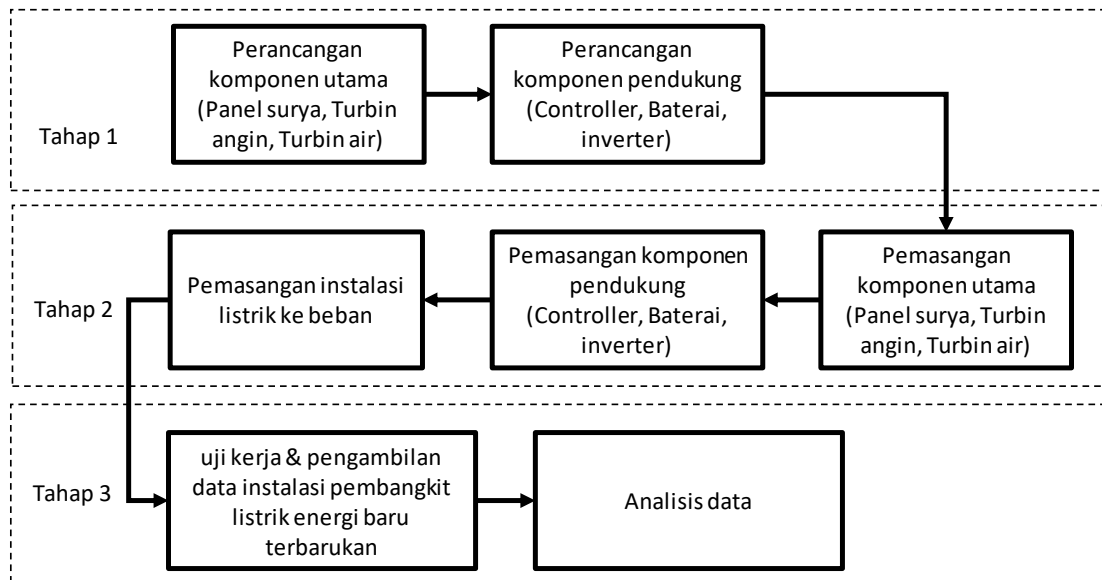 Tahap 1
Perancangan
komponen utama
(Panel surya, Turbin
angin, Turbin air)
Perancangan
komponen pendukung
(Controller, Baterai,
inverter)
Tahap 2
Pemasangan instalasi
listrik ke beban
Pemasangan komponen
pendukung
(Controller, Baterai,
inverter)
Pemasangan
komponen utama
(Panel surya, Turbin
angin, Turbin air)
Tahap 3
uji kerja & pengambilan
data instalasi pembangkit
listrik energi baru
terbarukan
Analisis data